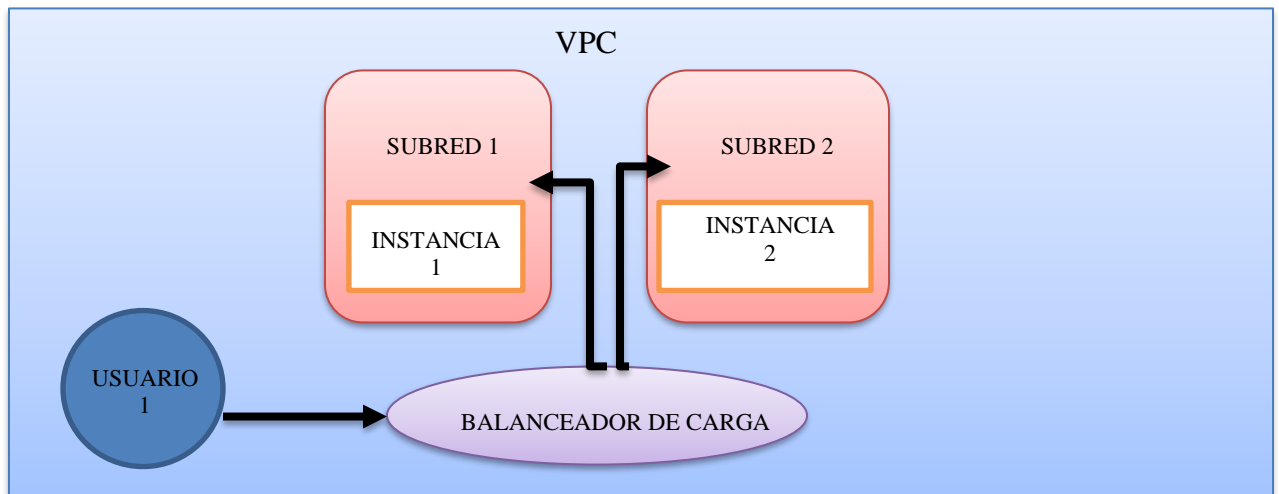 VPC
SUBRED 1
SUBRED 2
INSTANCIA
1
INSTANCIA
2
USUARIO
1
BALANCEADOR DE CARGA